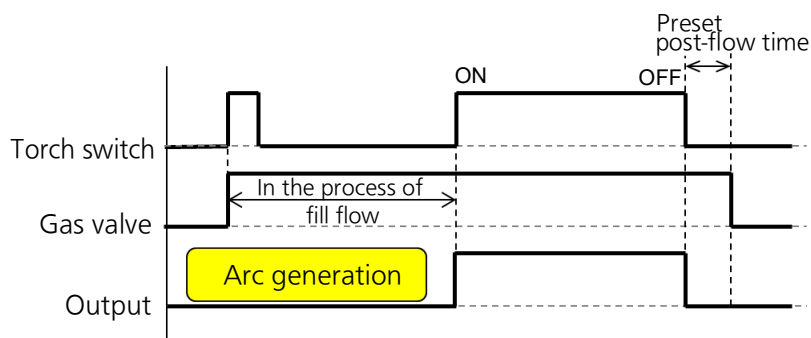 Preset
post-flow time
ON
OFF
Torch switch
In the process of
fill flow
Gas valve
Arc generation
Output